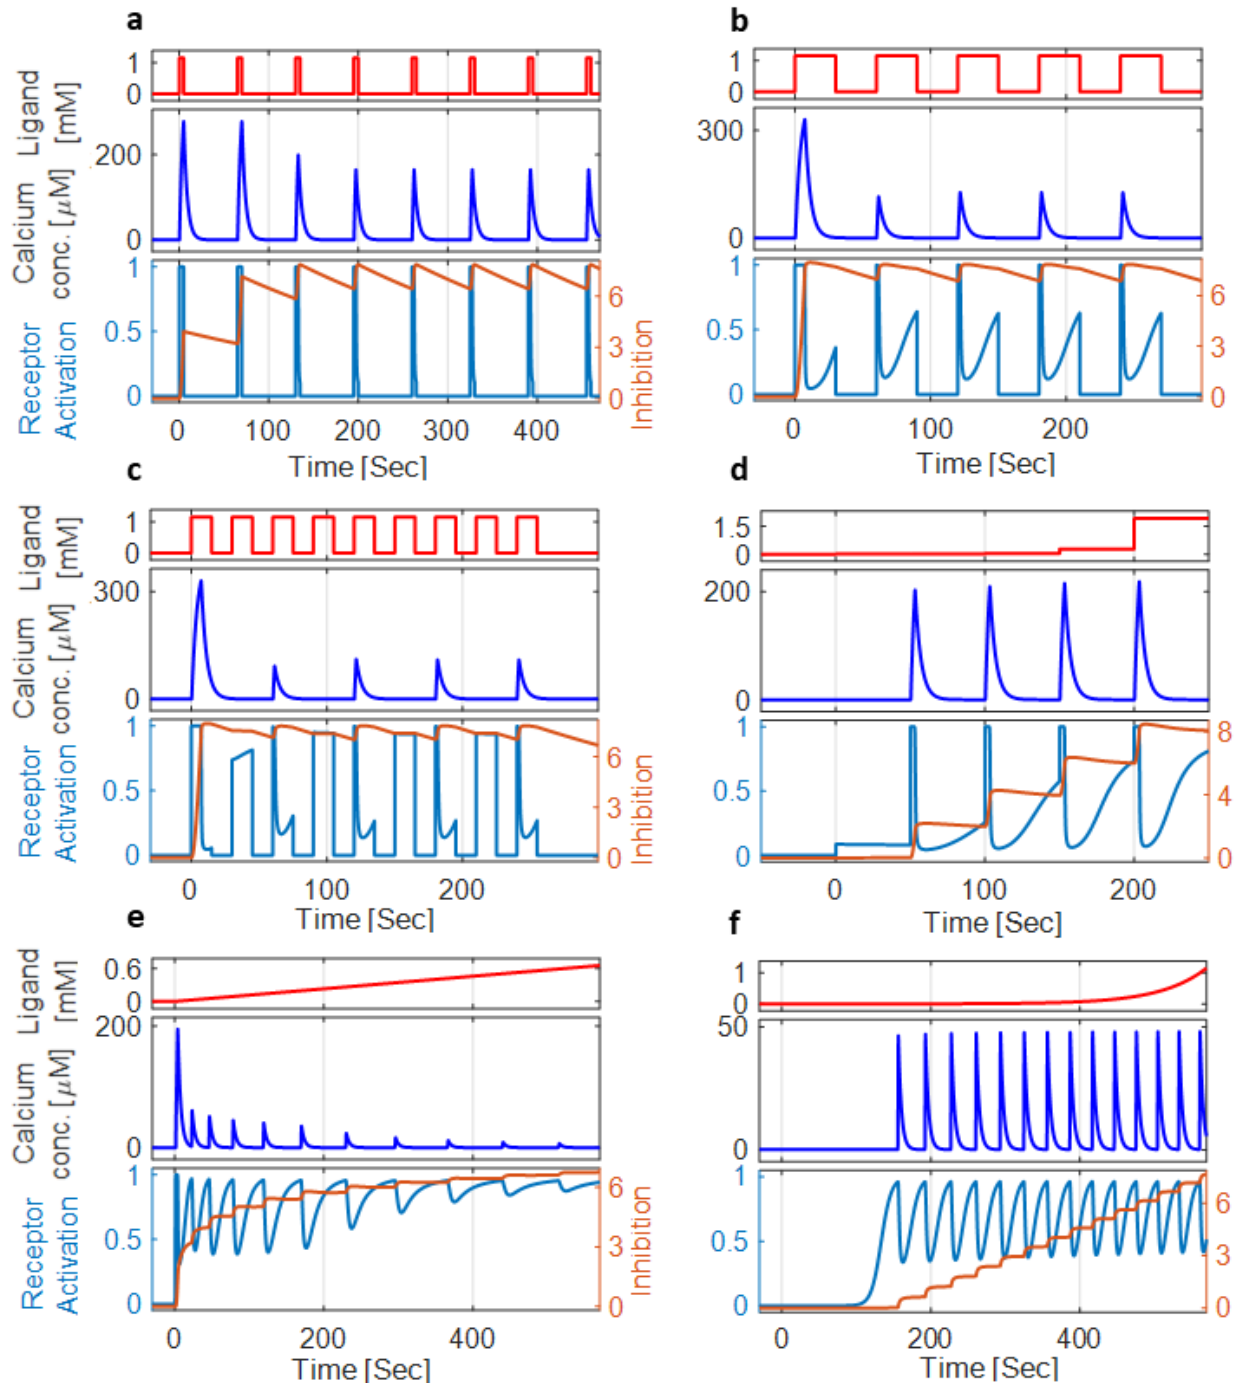 a
Ligand
[mM]
1
0
Calcium
conc. [μM]
200
0
Receptor
Activation
1
0.5
0
6
3
0
Inhibition
0 100 200 300 400
Time [Sec]
b
1
0
300
0
1
0.5
0
6
3
0
0 100 200
Time [Sec]
c
Ligand
[mM]
1
0
Calcium
conc. [μM]
300
0
Receptor
Activation
1
0.5
0
6
3
0
Inhibition
0 100 200
Time [Sec]
d
1.5
0
200
0
1
0.5
0
8
4
0
0 100 200
Time [Sec]
e
Ligand
[mM]
0.6
0
Calcium
conc. [μM]
200
0
Receptor
Activation
1
0.5
0
6
3
0
Inhibition
0 200 400
Time [Sec]
f
1
0
50
0
1
0.5
0
6
3
0
0 200 400
Time [Sec]